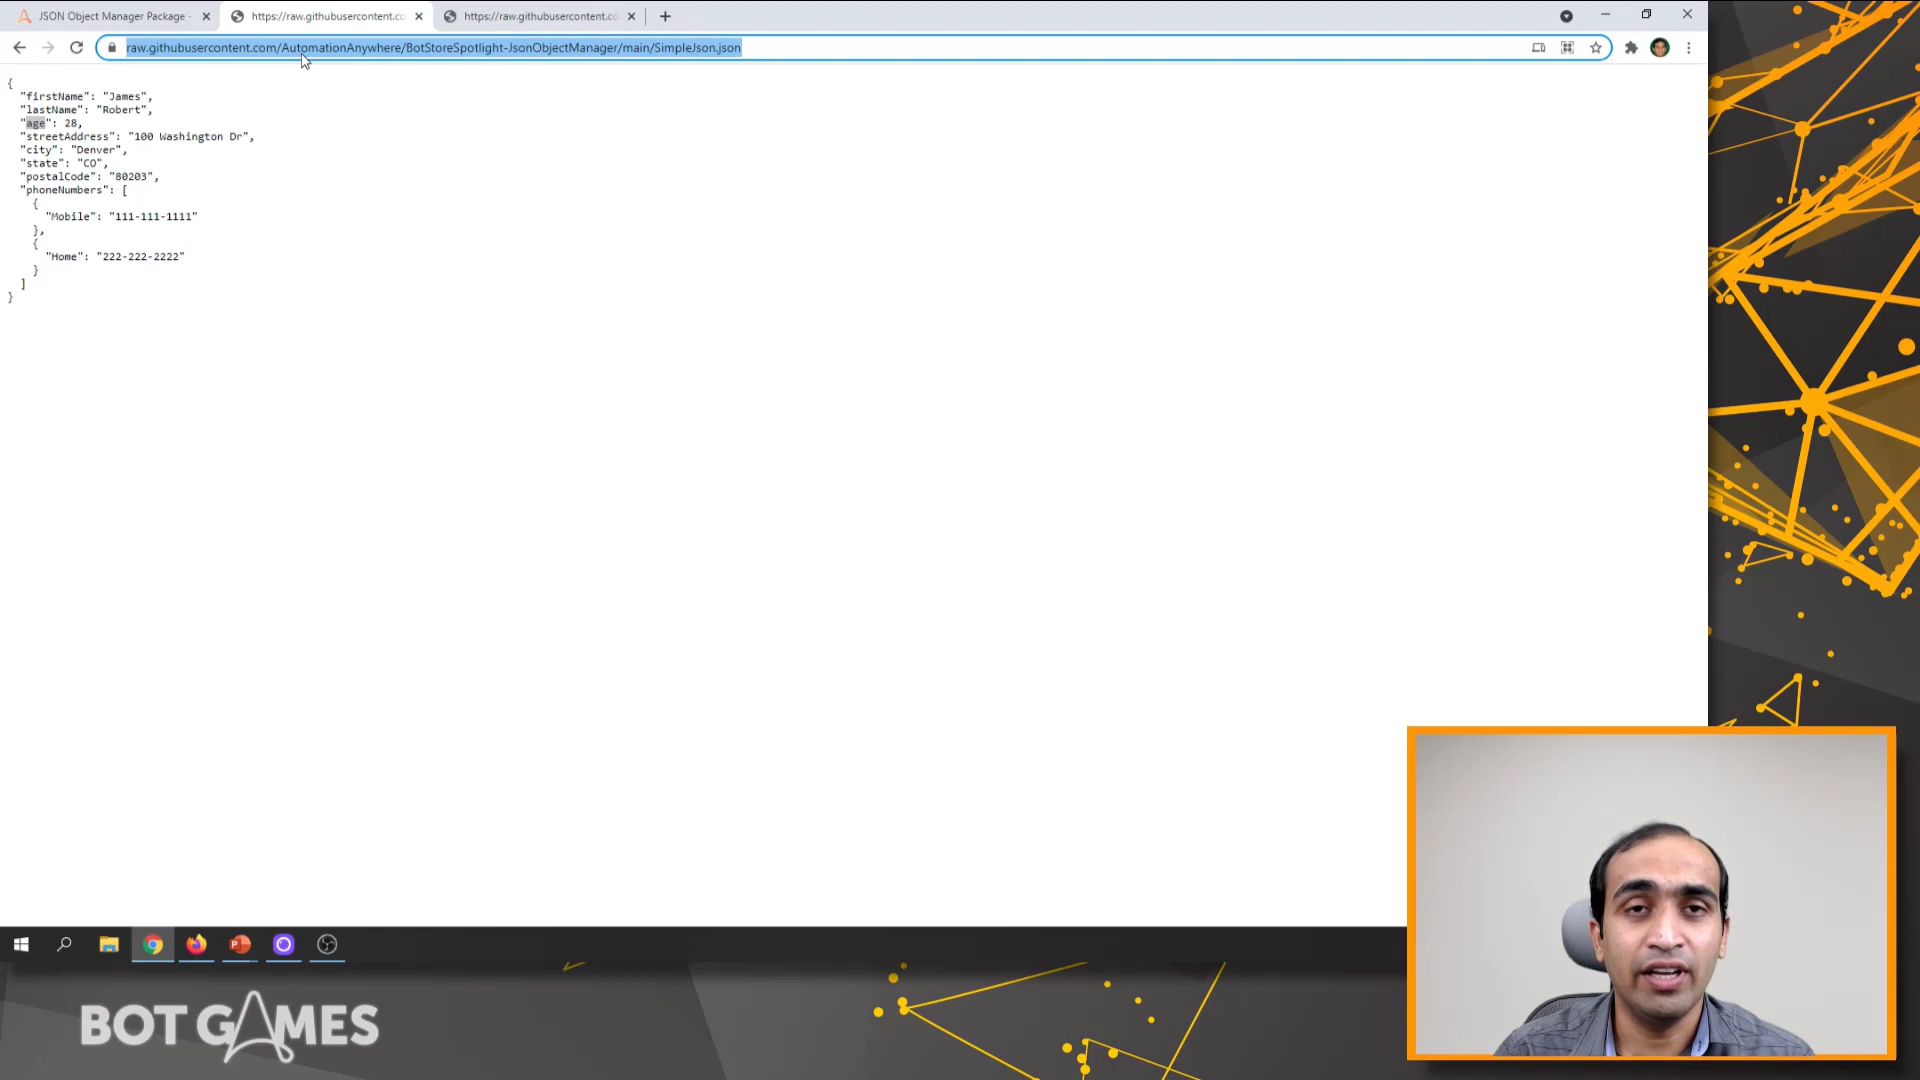 JSON Object Manager Package -
https://raw.githubusercontent.co
https://raw.githubusercontent.co
raw.githubusercontent.com/AutomationAnywhere/BotStoreSpotlight-JsonObjectManager/main/SimpleJson.json
{
"firstName": "James",
"lastName": "Robert",
"age": 28,
"streetAddress": "100 Washington Dr",
"city": "Denver",
"state": "CO",
"postalCode": "80203",
"phoneNumbers": [
{
"Mobile": "111-111-1111"
},
{
"Home": "222-222-2222"
}
]
}
BOT GAMES